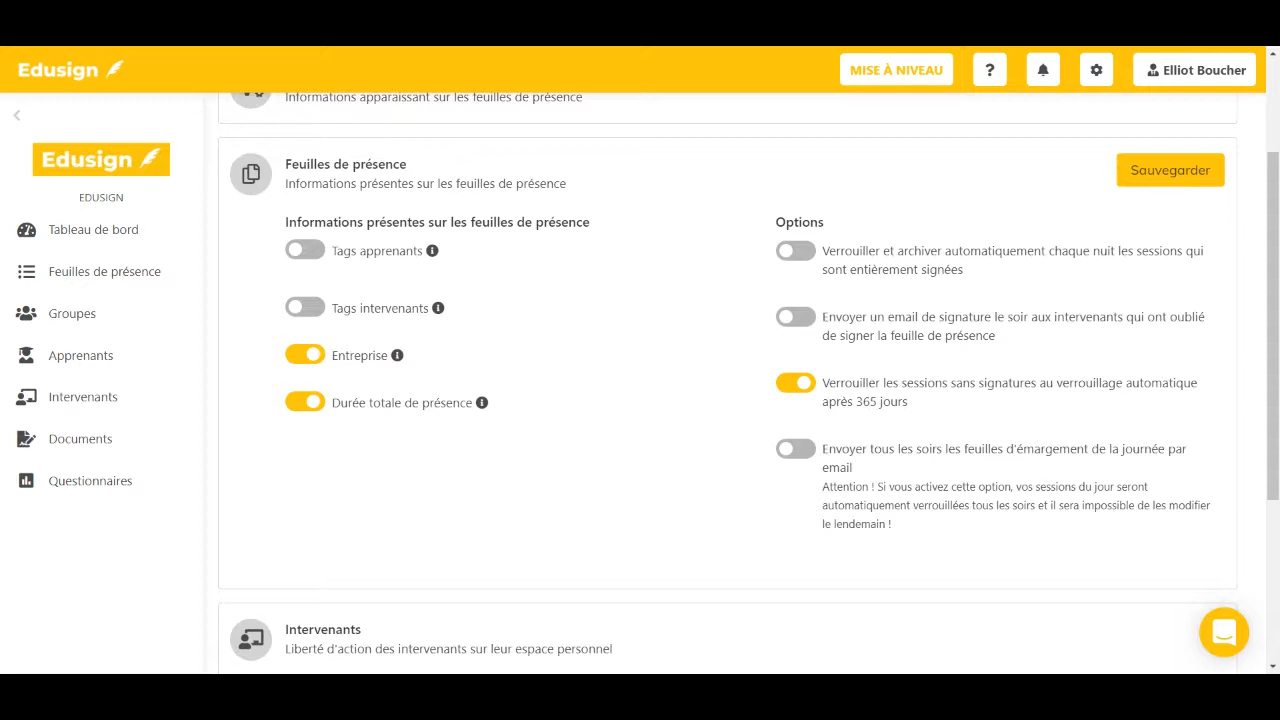 Edusign
MISE À NIVEAU
?
Elliot Boucher
Edusign
EDUSIGN
Tableau de bord
Feuilles de présence
Groupes
Apprenants
Intervenants
Documents
Questionnaires
Informations apparaissant sur les feuilles de présence
Feuilles de présence
Informations présentes sur les feuilles de présence
Sauvegarder
Informations présentes sur les feuilles de présence
Tags apprenants
Tags intervenants
Entreprise
Durée totale de présence
Options
Verrouiller et archiver automatiquement chaque nuit les sessions qui
sont entièrement signées
Envoyer un email de signature le soir aux intervenants qui ont oublié
de signer la feuille de présence
Verrouiller les sessions sans signatures au verrouillage automatique
après 365 jours
Envoyer tous les soirs les feuilles d'émargement de la journée par
email
Attention ! Si vous activez cette option, vos sessions du jour seront
automatiquement verrouillées tous les soirs et il sera impossible de les modifier
le lendemain !
Intervenants
Liberté d'action des intervenants sur leur espace personnel